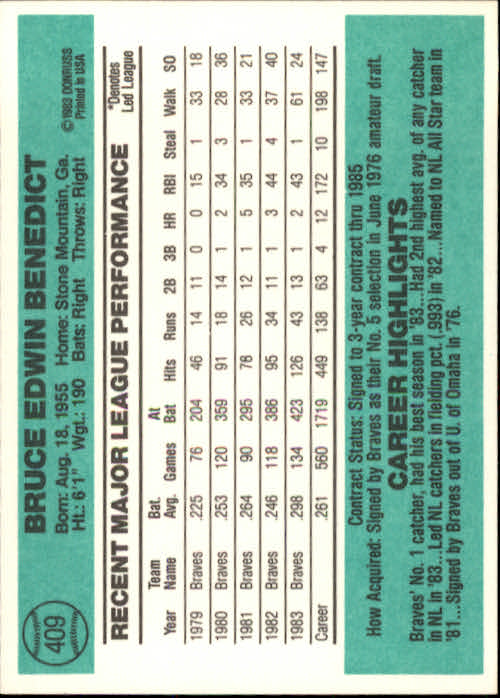 409
BRUCE EDWIN BENEDICT
©1983 DONRUSS
Printed in USA
Born: Aug. 18, 1955 Home: Stone Mountain, Ga.
Ht.: 6'1" Wgt.: 190 Bats: Right Throws: Right
RECENT MAJOR LEAGUE PERFORMANCE
*Denotes
Led League
Year Team Name Bat. Avg. Games At Bat Hits Runs 2B 3B HR RBI Steal Walk SO
1979 Braves .225 76 204 46 14 11 0 0 15 1 33 18
1980 Braves .253 120 359 91 18 14 1 2 34 3 28 36
1981 Braves .264 90 295 78 26 12 1 5 35 1 33 21
1982 Braves .246 118 386 95 34 11 1 3 44 4 37 40
1983 Braves .298 134 423 126 43 13 1 2 43 1 61 24
Career .261 560 1719 449 138 63 4 12 172 10 198 147
Contract Status: Signed to 3-year contract thru 1985
How Acquired: Signed by Braves as their No. 5 selection in June 1976 amateur draft.
CAREER HIGHLIGHTS
Braves' No. 1 catcher, had his best season in '83...Had 2nd highest avg. of any catcher
in NL in '83...Led NL catchers in fielding pct. (.993) in '82...Named to NL All Star team in
'81...Signed by Braves out of U. of Omaha in '76.